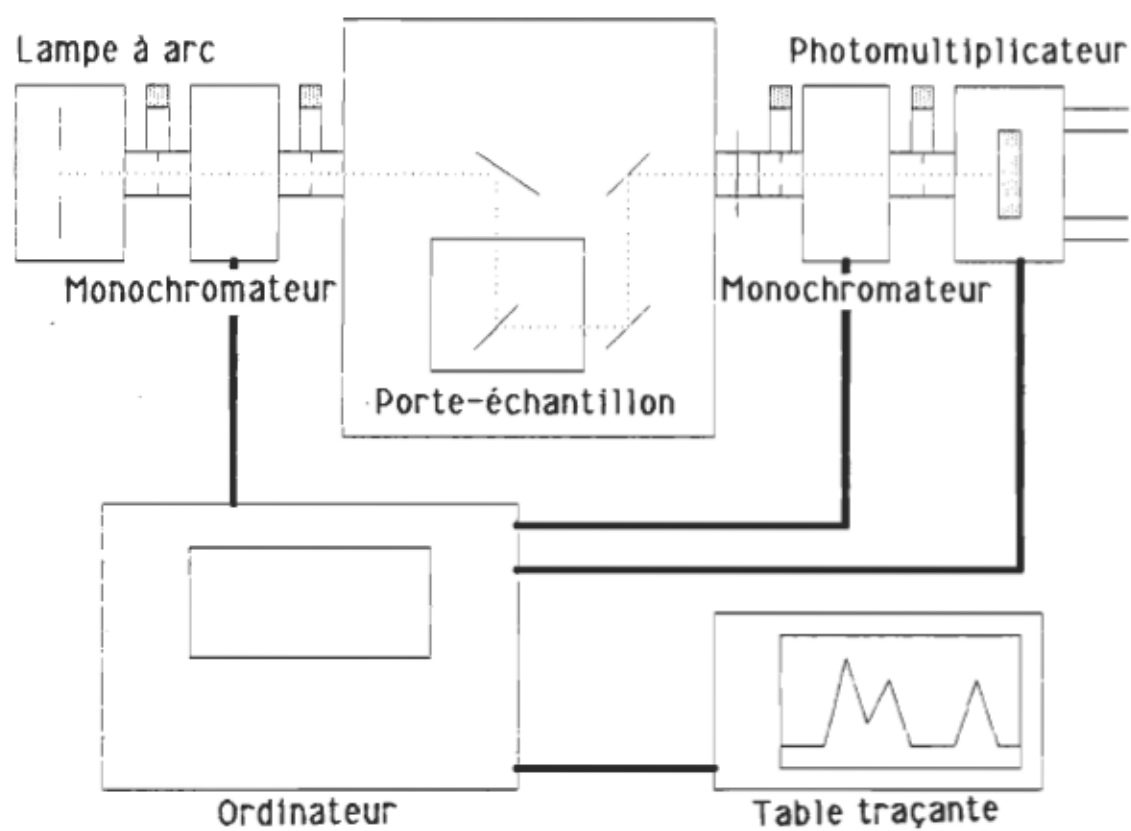 Lampe à arc
Photomultiplicateur
Monochromateur
Monochromateur
Porte-échantillon
Ordinateur
Table traçante